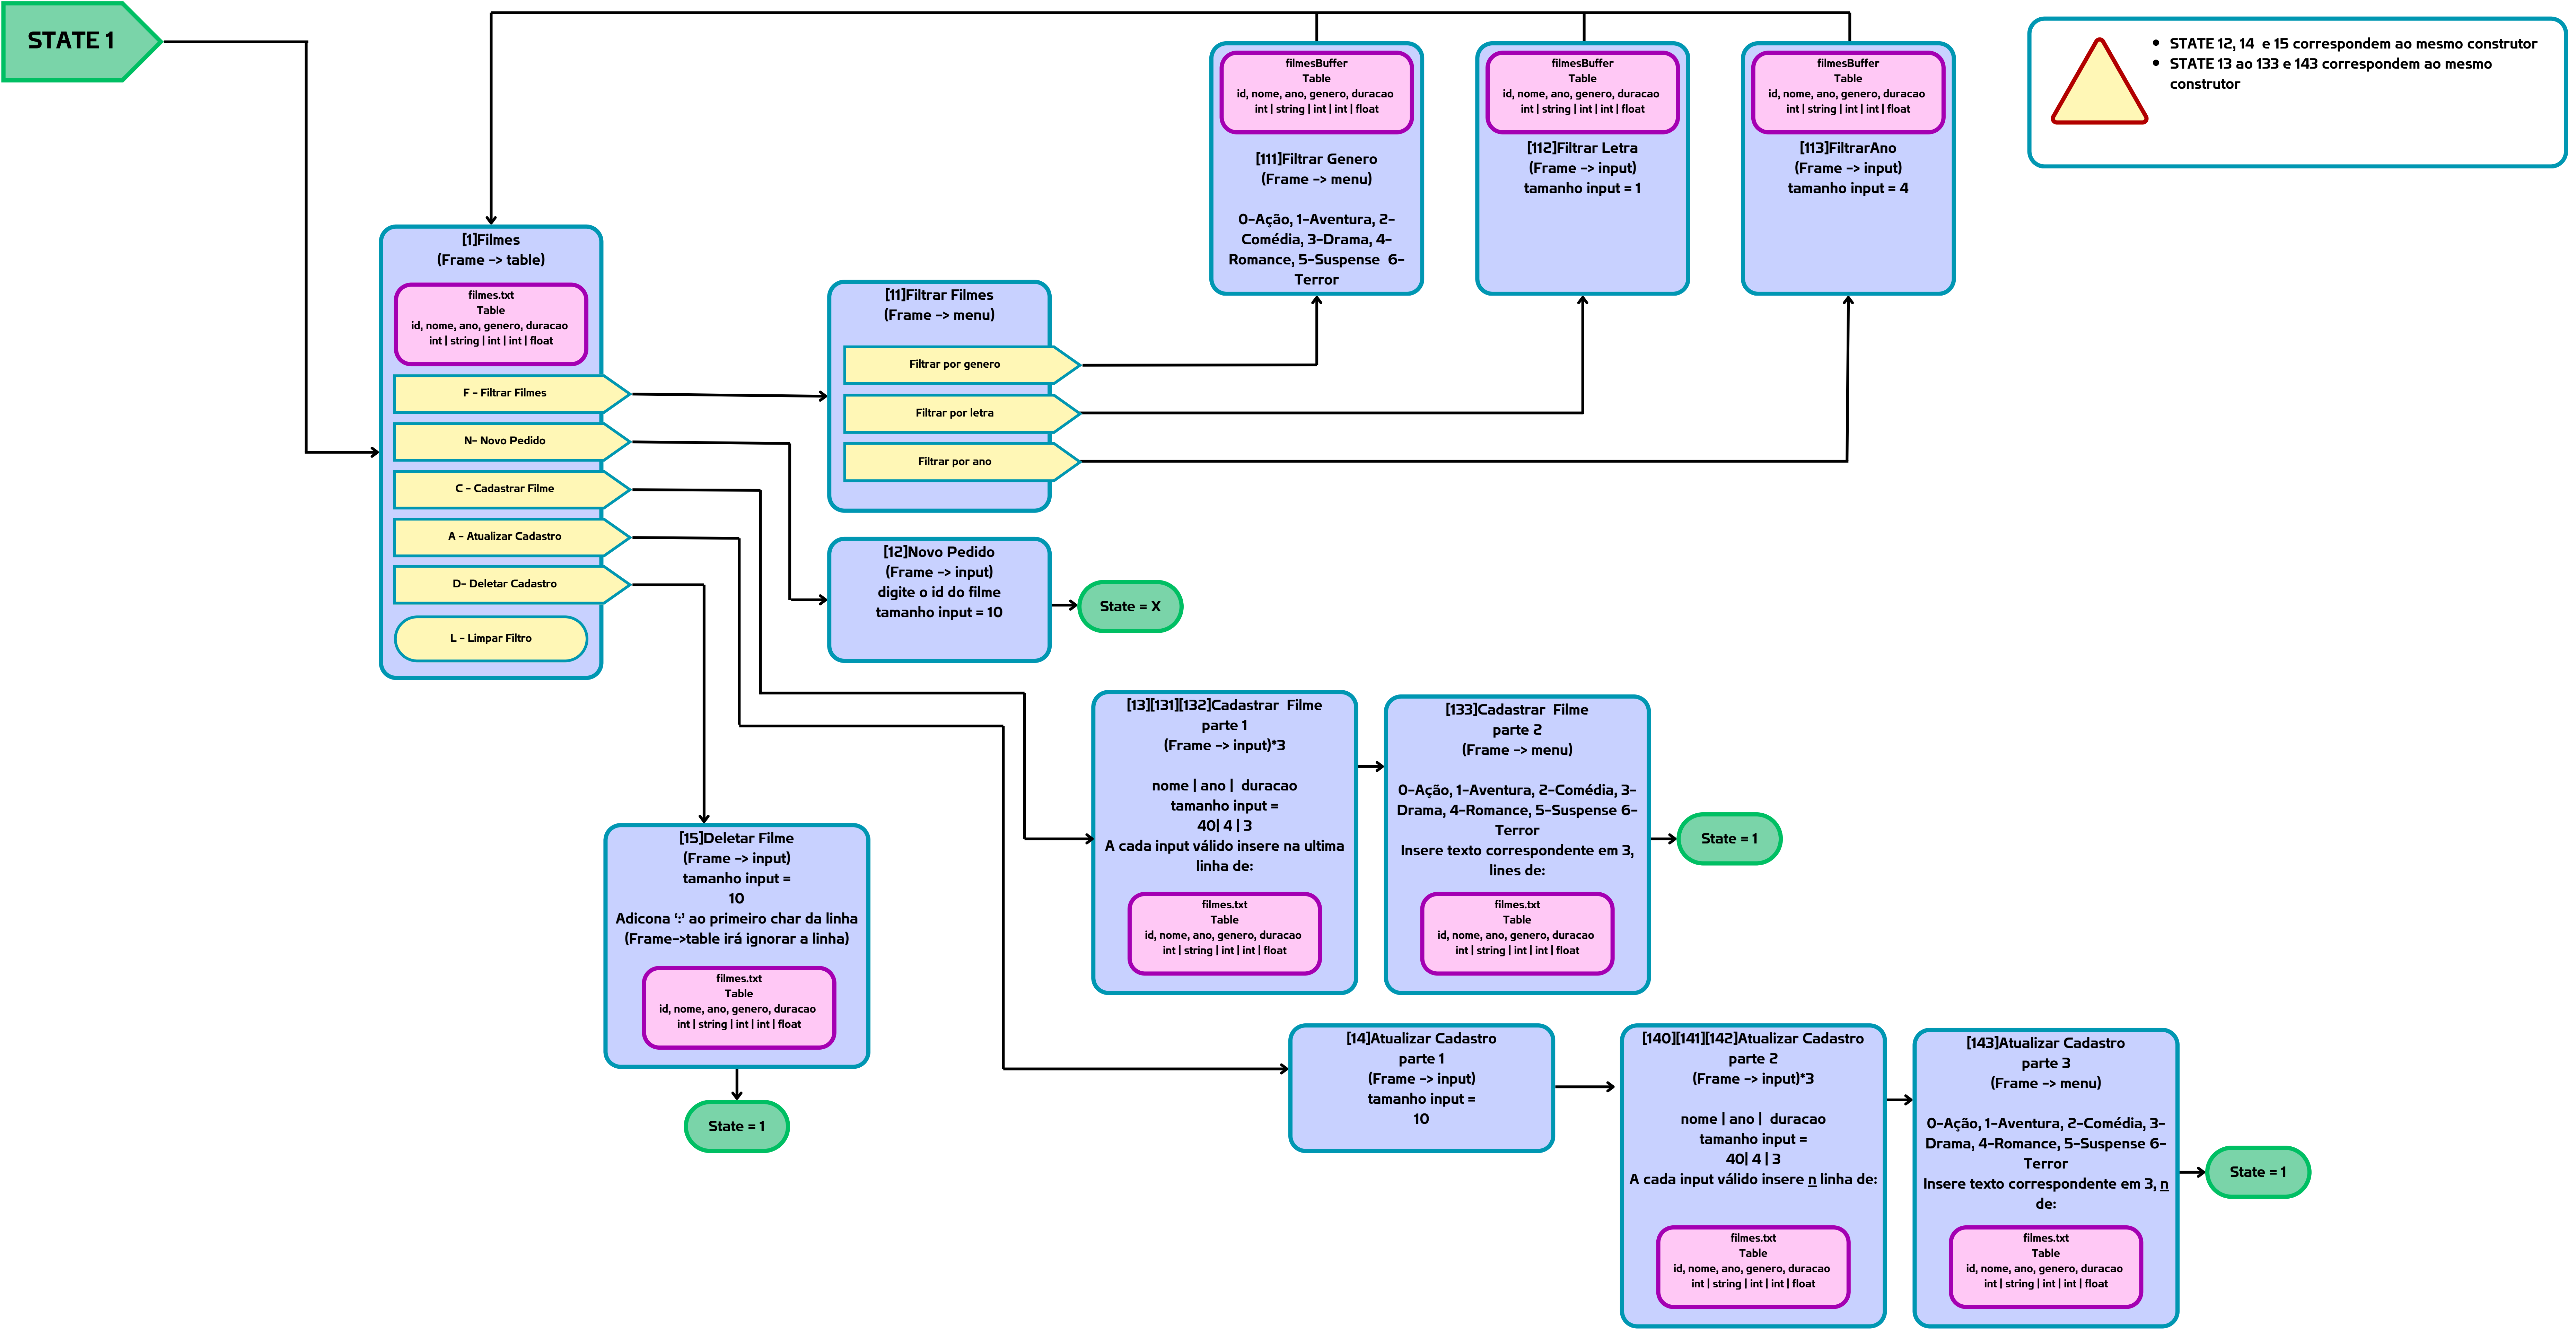 STATE 1
• STATE 12, 14  e 15 correspondem ao mesmo construtor
• STATE 13 ao 133 e 143 correspondem ao mesmo
construtor
filmesBuffer
Table
id, nome, ano, genero, duracao
int | string | int | int | float
[111]Filtrar Genero
(Frame -> menu)
0-Ação, 1-Aventura, 2-
Comédia, 3-Drama, 4-
Romance, 5-Suspense  6-
Terror
filmesBuffer
Table
id, nome, ano, genero, duracao
int | string | int | int | float
[112]Filtrar Letra
(Frame -> input)
tamanho input = 1
filmesBuffer
Table
id, nome, ano, genero, duracao
int | string | int | int | float
[113]FiltrarAno
(Frame -> input)
tamanho input = 4
[1]Filmes
(Frame -> table)
filmes.txt
Table
id, nome, ano, genero, duracao
int | string | int | int | float
F - Filtrar Filmes
N- Novo Pedido
C - Cadastrar Filme
A - Atualizar Cadastro
D- Deletar Cadastro
L - Limpar Filtro
[11]Filtrar Filmes
(Frame -> menu)
Filtrar por genero
Filtrar por letra
Filtrar por ano
[12]Novo Pedido
(Frame -> input)
digite o id do filme
tamanho input = 10
State = X
[13][131][132]Cadastrar  Filme
parte 1
(Frame -> input)*3
nome | ano |  duracao
tamanho input =
40| 4 | 3
A cada input válido insere na ultima
linha de:
filmes.txt
Table
id, nome, ano, genero, duracao
int | string | int | int | float
[133]Cadastrar  Filme
parte 2
(Frame -> menu)
0-Ação, 1-Aventura, 2-Comédia, 3-
Drama, 4-Romance, 5-Suspense 6-
Terror
Insere texto correspondente em 3,
lines de:
filmes.txt
Table
id, nome, ano, genero, duracao
int | string | int | int | float
State = 1
[15]Deletar Filme
(Frame -> input)
tamanho input =
10
Adicona ‘:’ ao primeiro char da linha
(Frame->table irá ignorar a linha)
filmes.txt
Table
id, nome, ano, genero, duracao
int | string | int | int | float
State = 1
[14]Atualizar Cadastro
parte 1
(Frame -> input)
tamanho input =
10
[140][141][142]Atualizar Cadastro
parte 2
(Frame -> input)*3
nome | ano |  duracao
tamanho input =
40| 4 | 3
A cada input válido insere n linha de:
filmes.txt
Table
id, nome, ano, genero, duracao
int | string | int | int | float
[143]Atualizar Cadastro
parte 3
(Frame -> menu)
0-Ação, 1-Aventura, 2-Comédia, 3-
Drama, 4-Romance, 5-Suspense 6-
Terror
Insere texto correspondente em 3, n
de:
filmes.txt
Table
id, nome, ano, genero, duracao
int | string | int | int | float
State = 1